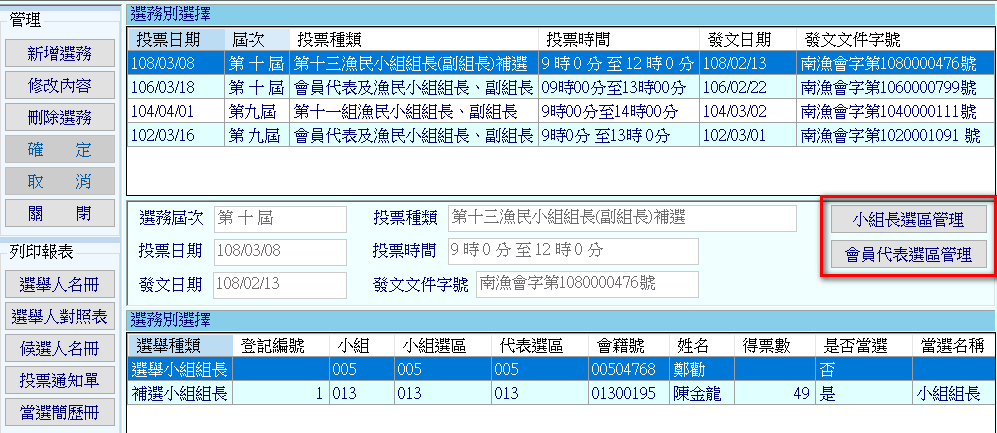 管理
新增選務
修改內容
刪除選務
確 定
取 消
關 閉
列印報表
選舉人名冊
選舉人對照表
候選人名冊
投票通知單
當選簡歷冊
選務別選擇
投票日期 屆次 投票種類 投票時間 發文日期 發文文件字號
108/03/08 第 十 屆 第十三漁民小組組長(副組長)補選 9 時 0 分 至 12 時 0 分 108/02/13 南漁會字第1080000476號
106/03/18 第 十 屆 會員代表及漁民小組組長、副組長 09時00分至13時00分 106/02/22 南漁會字第1060000799號
104/04/01 第九屆 第十一組漁民小組組長、副組長 9時00分至14時00分 104/03/02 南漁會字第1040000111號
102/03/16 第 九 屆 會員代表及漁民小組組長、副組長 9時0 分至13時 0分 102/03/01 南漁會字第1020001091 號
選務屆次 第 十 屆 投票種類 第十三漁民小組組長(副組長)補選 小組長選區管理
投票日期 108/03/08 投票時間 9 時 0 分 至 12 時 0 分 會員代表選區管理
發文日期 108/02/13 發文文件字號 南漁會字第1080000476號
選務別選擇
選舉種類 登記編號 小組 小組選區 代表選區 會籍號 姓名 得票數 是否當選 當選名稱
選舉小組組長 005 005 005 00504768 鄭勸 否
補選小組組長 1 013 013 013 01300195 陳金龍 49 是 小組組長